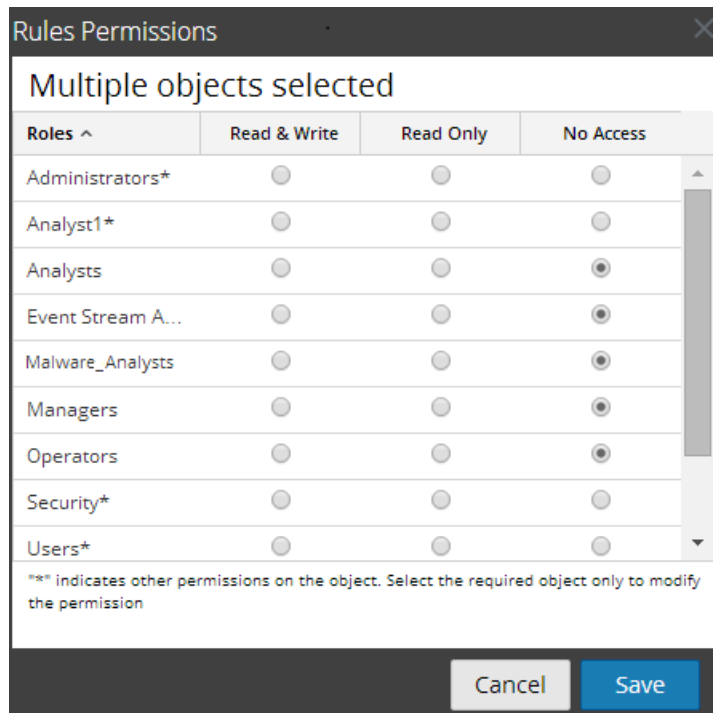 Rules Permissions
Multiple objects selected
Roles Read & Write Read Only No Access
Administrators*
Analyst1*
Analysts
Event Stream A...
Malware_Analysts
Managers
Operators
Security*
Users*
"*" indicates other permissions on the object. Select the required object only to modify
the permission
Cancel Save